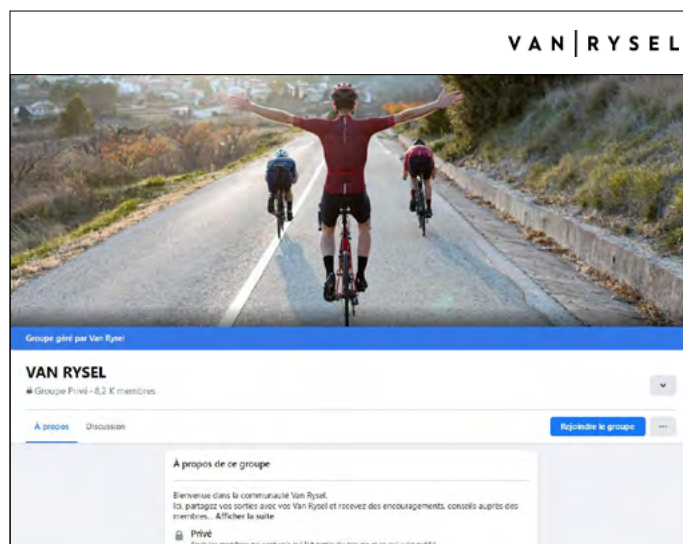 VAN|RYSEL
Groupe géré par Van Rysel
VAN RYSEL
Groupe Privé · 8,2 K membres
À propos Discussion
Rejoindre le groupe ...
À propos de ce groupe
Bienvenue dans la communauté Van Rysel.
Ici, partagez vos sorties avec vos Van Rysel et recevez des encouragements, conseils auprès des
membres... Afficher la suite
Privé